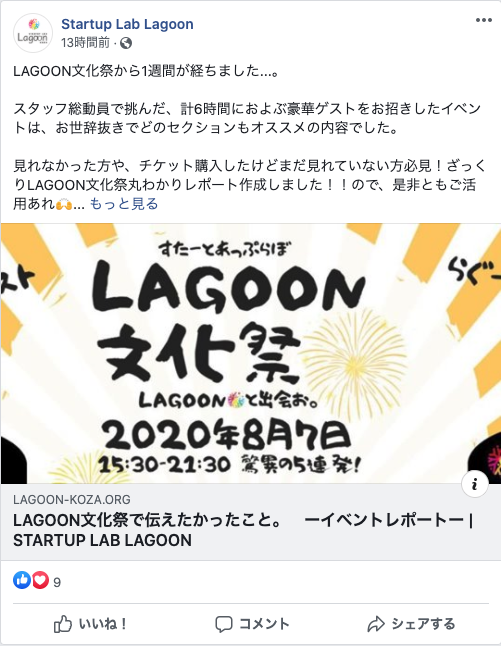 Startup Lab Lagoon
13時間前 ·
Lagoon
LAGOON文化祭から1週間が経ちました...。
スタッフ総動員で挑んだ、計6時間におよぶ豪華ゲストをお招きしたイベン
トは、お世辞抜きでどのセクションもオススメの内容でした。
見れなかった方や、チケット購入したけどまだ見れていない方必見！ざっく
りLAGOON文化祭丸わかりレポート作成しました！！ので、是非ともご活
用あれ🙌... もっと見る
すたーとあっぷらぼ
LAGOON
スト
らぐー
文化祭
LAGOONと出会お。
2020年8月7日
15:30-21:30 驚異の5連発!
LAGOON-KOZA.ORG
LAGOON文化祭で伝えたかったこと。 ーイベントレポートー |
STARTUP LAB LAGOON
9
いいね！ コメント シェアする